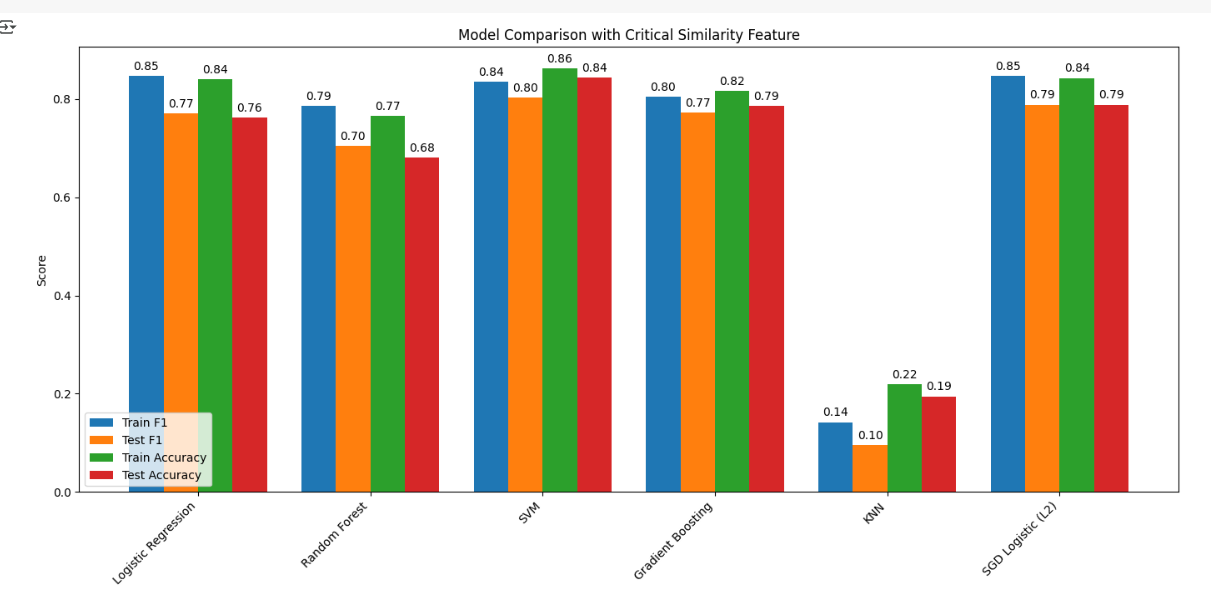 Model Comparison with Critical Similarity Feature
0.85 0.77 0.84 0.76 0.79 0.70 0.77 0.68 0.84 0.80 0.86 0.84 0.80 0.77 0.82 0.79 0.14 0.10 0.22 0.19 0.85 0.79 0.84 0.79
0.8
0.6
0.4
0.2
0.0
Score
Train F1
Test F1
Train Accuracy
Test Accuracy
Logistic Regression
Random Forest
SVM
Gradient Boosting
KNN
SGD Logistic (L2)